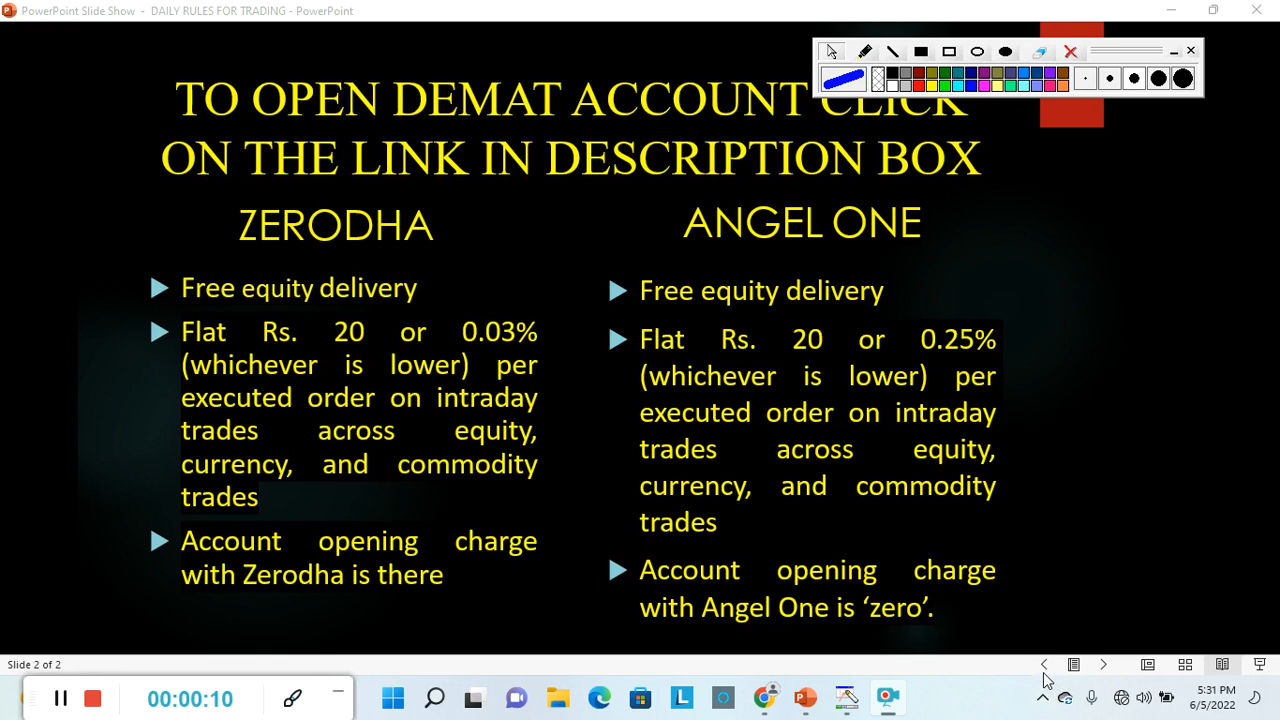 PowerPoint Slide Show - DAILY RULES FOR TRADING - PowerPoint
TO OPEN DEMAT ACCOUNT CLICK
ON THE LINK IN DESCRIPTION BOX
ZERODHA
Free equity delivery
Flat Rs. 20 or 0.03%
(whichever is lower) per
executed order on intraday
trades across equity,
currency, and commodity
trades
Account opening charge
with Zerodha is there
ANGEL ONE
Free equity delivery
Flat Rs. 20 or 0.25%
(whichever is lower) per
executed order on intraday
trades across equity,
currency, and commodity
trades
Account opening charge
with Angel One is ‘zero’.
Slide 2 of 2
00:00:10
L
5:31 PM
6/5/2022